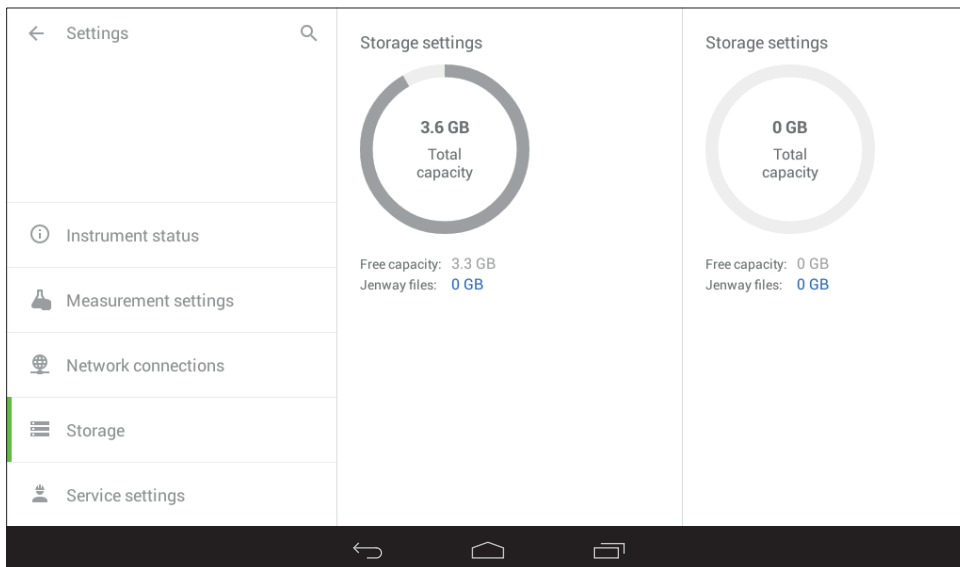 Settings
Instrument status
Measurement settings
Network connections
Storage
Service settings
Storage settings
3.6 GB
Total
capacity
Free capacity: 3.3 GB
Jenway files: 0 GB
Storage settings
0 GB
Total
capacity
Free capacity: 0 GB
Jenway files: 0 GB